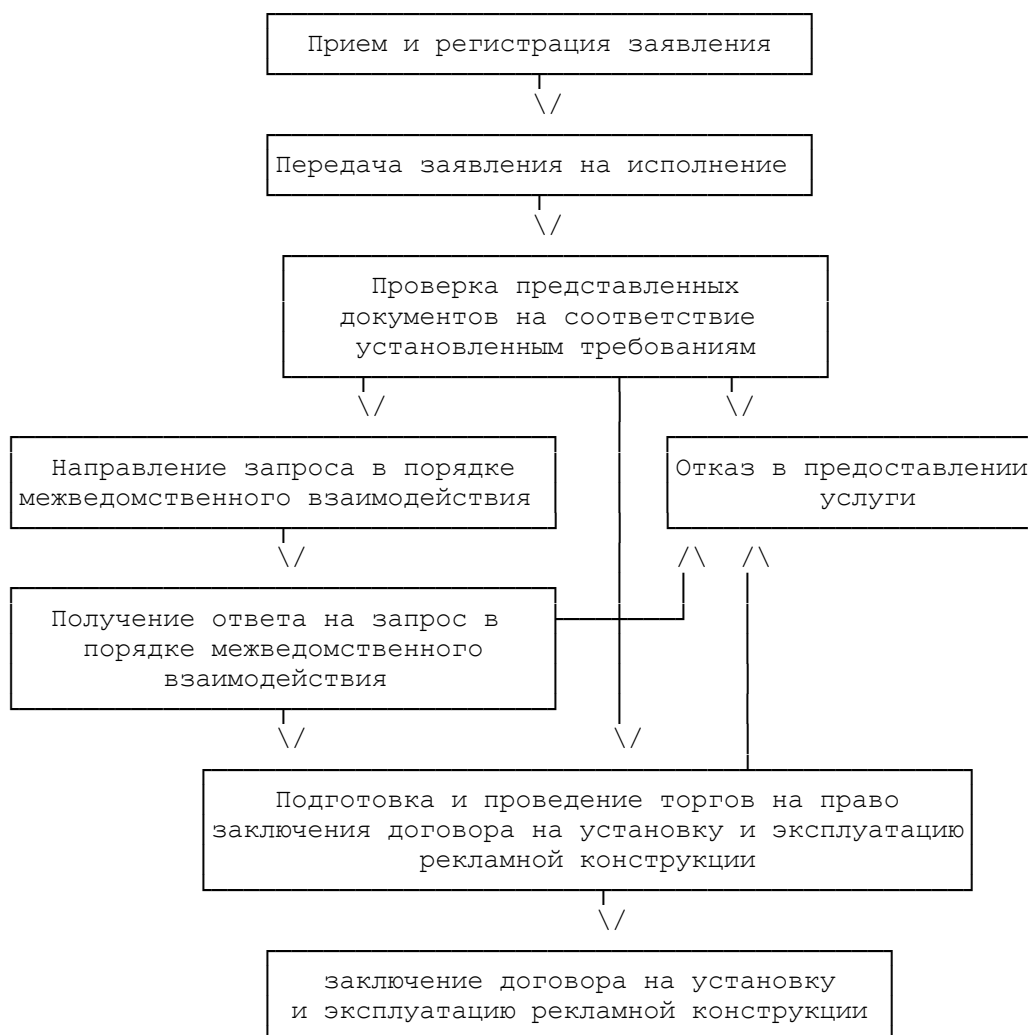 Прием и регистрация заявления
Передача заявления на исполнение
Проверка представленных
документов на соответствие
установленным требованиям
Направление запроса в порядке
межведомственного взаимодействия
Отказ в предоставлении
услуги
Получение ответа на запрос в
порядке межведомственного
взаимодействия
Подготовка и проведение торгов на право
заключения договора на установку и эксплуатацию
рекламной конструкции
заключение договора на установку
и эксплуатацию рекламной конструкции